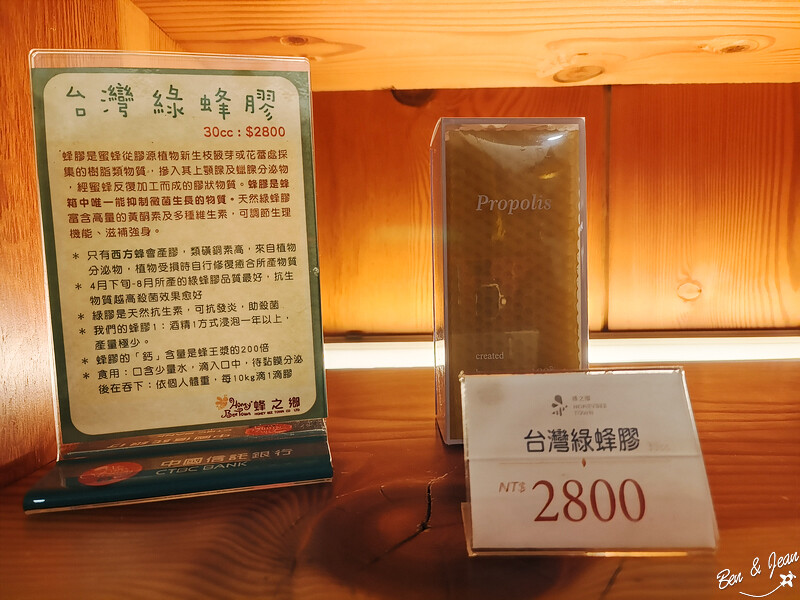 台灣綠蜂膠
30cc：$2800
蜂膠是蜜蜂從膠源植物新生枝皮芽或花蕾處採
集的樹脂類物質，摻入其上顎腺及蠟腺分泌物
，經蜜蜂反覆加工而成的膠狀物質。蜂膠是蜂
箱中唯一能抑制黴菌生長的物質。天然綠蜂膠
富含高量的黃酮素及多種維生素，可調節生理
機能、滋補強身。
* 只有西方蜂會產膠，類磺銅素高，來自植物
分泌物，植物受損時自行修復癒合所產物質
* 4月下旬-8月所產的綠蜂膠品質最好，抗生
物質越高殺菌效果愈好
* 綠膠是天然抗生素，可抗發炎，助殺菌
* 我們的蜂膠1：酒精1方式浸泡一年以上，
產量極少。
* 蜂膠的「鈣」含量是蜂王漿的200倍
* 食用：口含少量水，滴入口中，待黏膜分泌
後在吞下：依個人體重，每10kg滴1滴膠
Honey
BeeTown 蜂之鄉
HONEY BEE TOWN CO. LTD.
中國信託銀行
CTBC BANK
Propolis
created
蜂之鄉
HONEYBEE
TOWN
台灣綠蜂膠
NT$ 2800
Ben & Jean